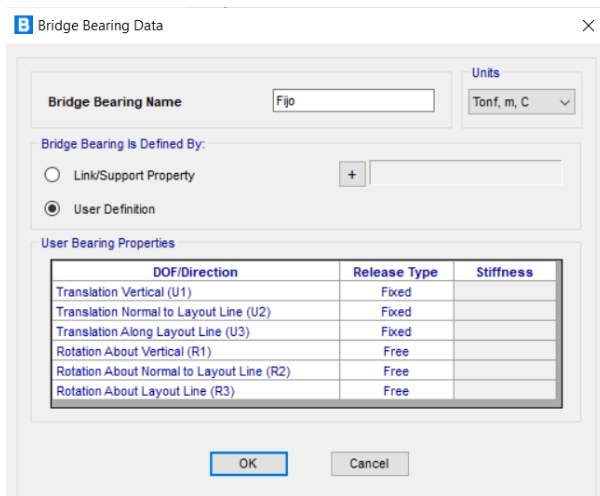 B Bridge Bearing Data
Units
Bridge Bearing Name Fijo Tonf, m, C
Bridge Bearing Is Defined By:
Link/Support Property +
User Definition
User Bearing Properties
DOF/Direction Release Type Stiffness
Translation Vertical (U1) Fixed
Translation Normal to Layout Line (U2) Fixed
Translation Along Layout Line (U3) Fixed
Rotation About Vertical (R1) Free
Rotation About Normal to Layout Line (R2) Free
Rotation About Layout Line (R3) Free
OK Cancel